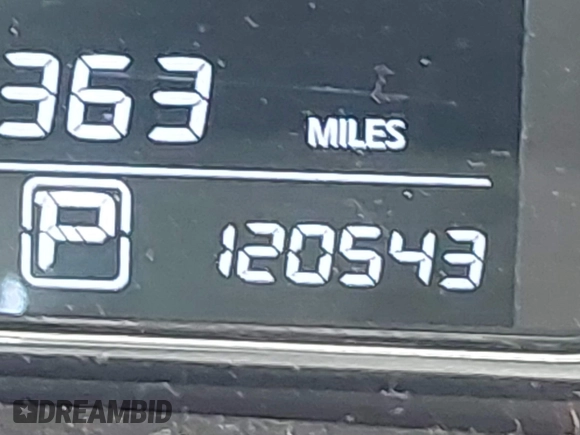 363
MILES
P
120543
DREAMBID